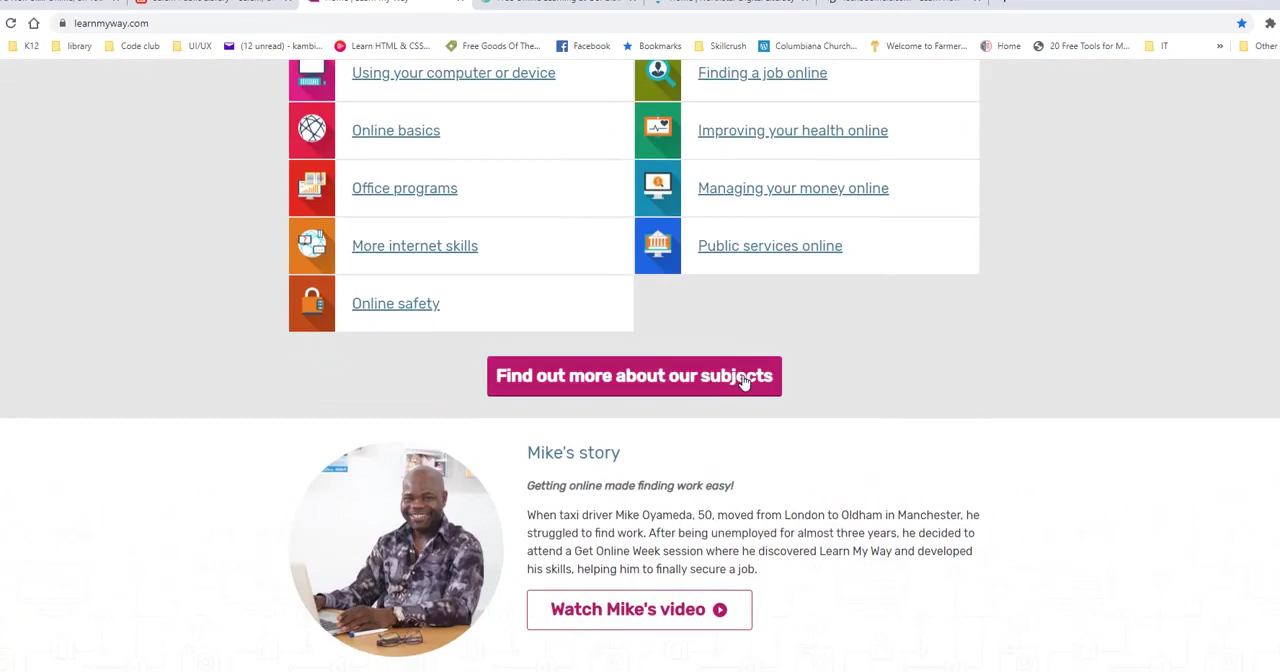 Home | Learn My Way
learnmyway.com
K12
library
Code club
UI/UX
(12 unread) - kambi...
Learn HTML & CSS...
Free Goods Of The...
Facebook
Bookmarks
Skillcrush
Columbiana Church...
Welcome to Farmer...
Home
20 Free Tools for M...
IT
»
Other
Using your computer or device
Finding a job online
Online basics
Improving your health online
Office programs
Managing your money online
More internet skills
Public services online
Online safety
Find out more about our subjects
Mike's story
Getting online made finding work easy!
When taxi driver Mike Oyameda, 50, moved from London to Oldham in Manchester, he
struggled to find work. After being unemployed for almost three years, he decided to
attend a Get Online Week session where he discovered Learn My Way and developed
his skills, helping him to finally secure a job.
Watch Mike's video